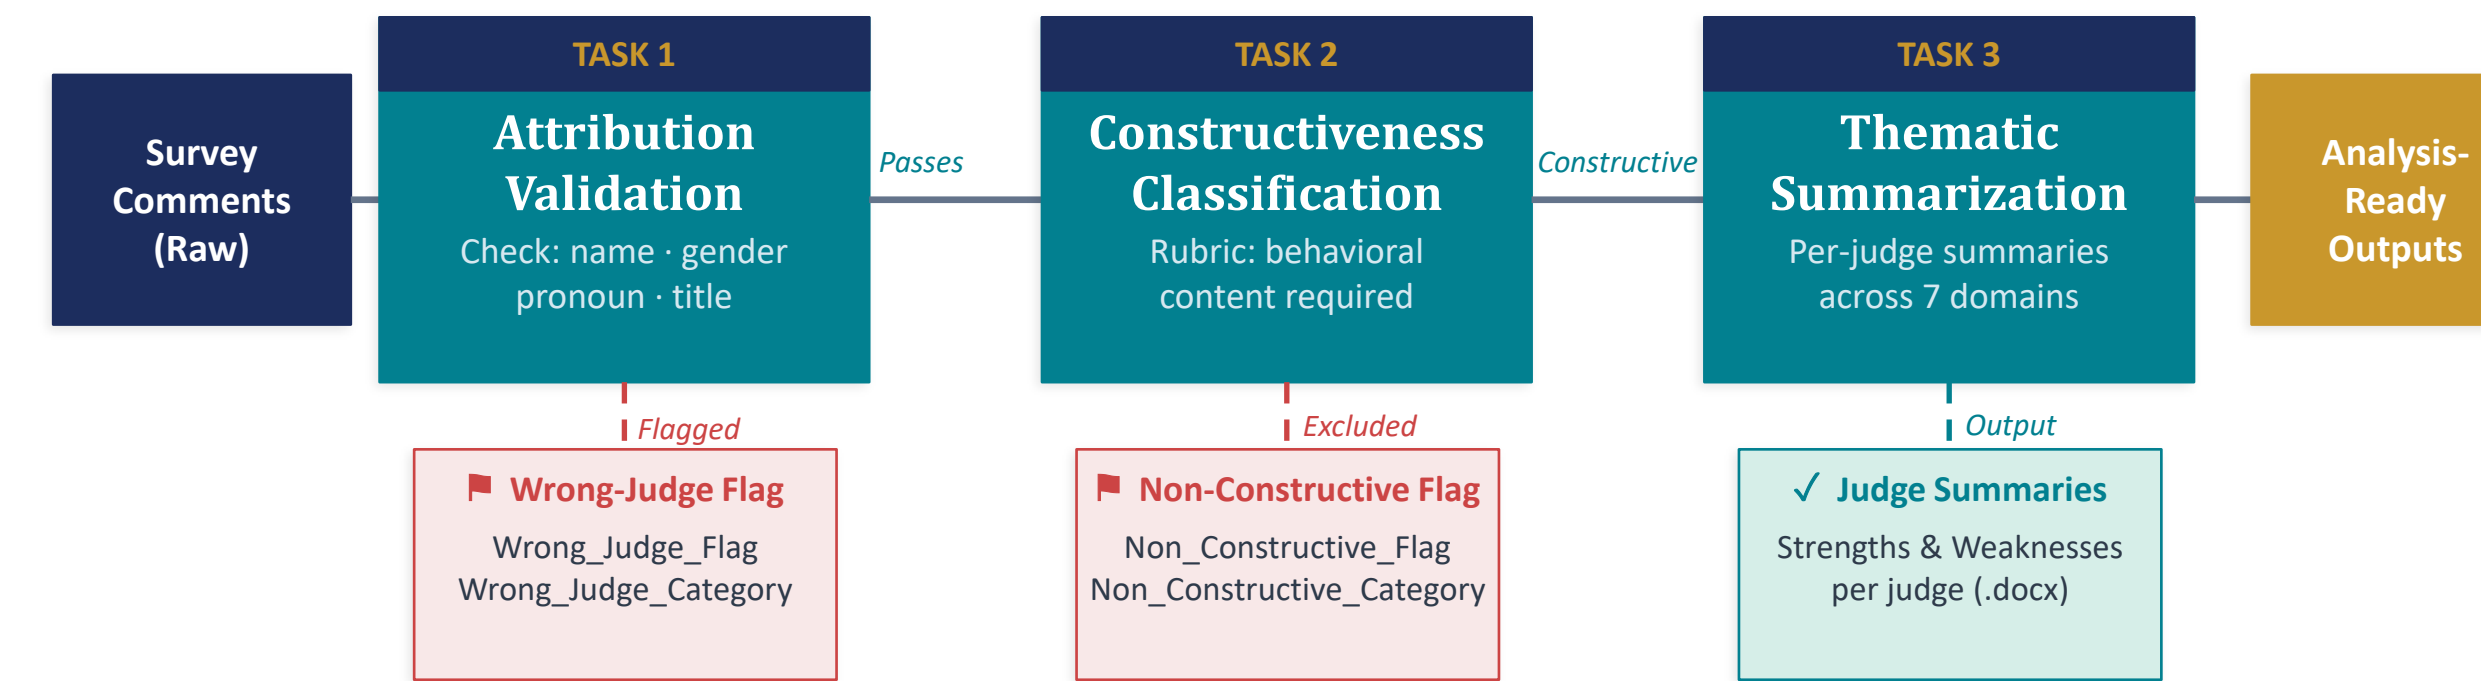 Survey
Comments
(Raw)
TASK 1
Attribution
Validation
Check: name · gender
pronoun · title
Passes
TASK 2
Constructiveness
Classification
Rubric: behavioral
content required
Constructive
TASK 3
Thematic
Summarization
Per-judge summaries
across 7 domains
Analysis-
Ready
Outputs
Flagged
⚑ Wrong-Judge Flag
Wrong_Judge_Flag
Wrong_Judge_Category
Excluded
⚑ Non-Constructive Flag
Non_Constructive_Flag
Non_Constructive_Category
Output
✓ Judge Summaries
Strengths & Weaknesses
per judge (.docx)